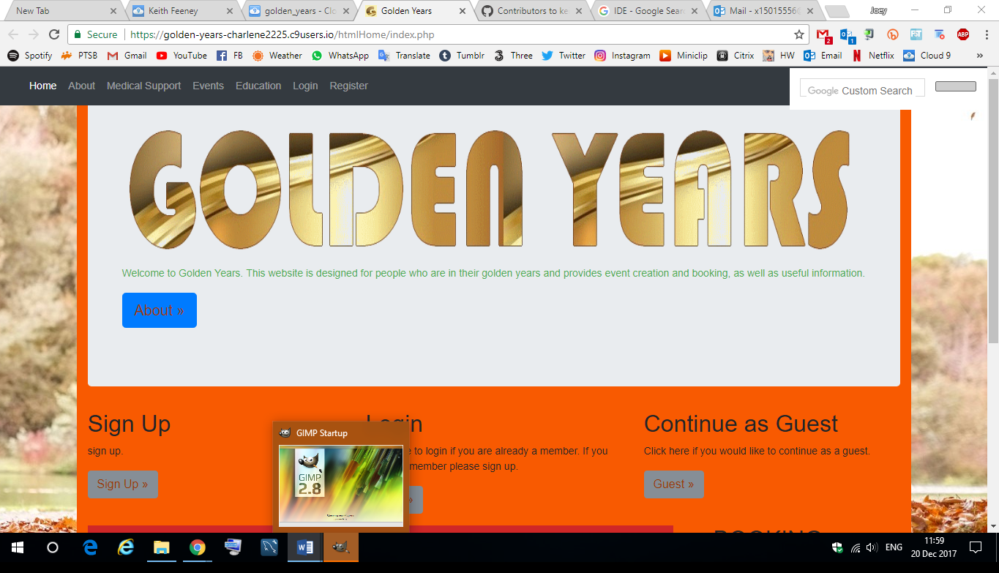 New Tab
Keith Feeney
golden_years - Clo
Golden Years
Contributors to ke
IDE - Google Sear
Mail - x15015556@
Joey
Secure
https://golden-years-charlene2225.c9users.io/htmlHome/index.php
2
1
ABP
Spotify
PTSB
Gmail
YouTube
FB
Weather
WhatsApp
Translate
Tumblr
Three
Twitter
Instagram
Miniclip
Citrix
HW
Email
Netflix
Cloud 9
»
Home
About
Medical Support
Events
Education
Login
Register
Google Custom Search
GOLDEN YEARS
Welcome to Golden Years. This website is designed for people who are in their golden years and provides event creation and booking, as well as useful information.
About »
Sign Up
sign up.
Sign Up »
Login
to login if you are already a member. If you
member please sign up.
»
Continue as Guest
Click here if you would like to continue as a guest.
Guest »
GIMP Startup
GIMP
2.8
BOOKING
ENG
11:59
20 Dec 2017